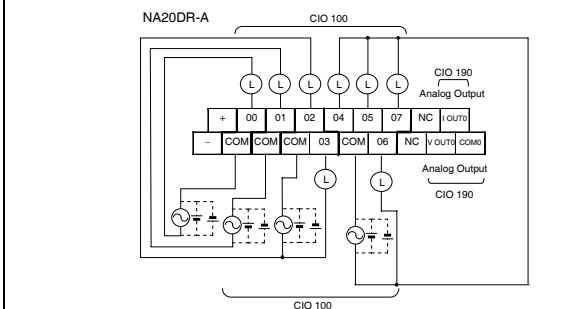 NA20DR-A
CIO 100
L L L L L L
CIO 190
Analog Output
+ 00 01 02 04 05 07 NC I OUT0
− COM COM COM 03 COM 06 NC V OUT0 COM0
L L
Analog Output
CIO 190
CIO 100